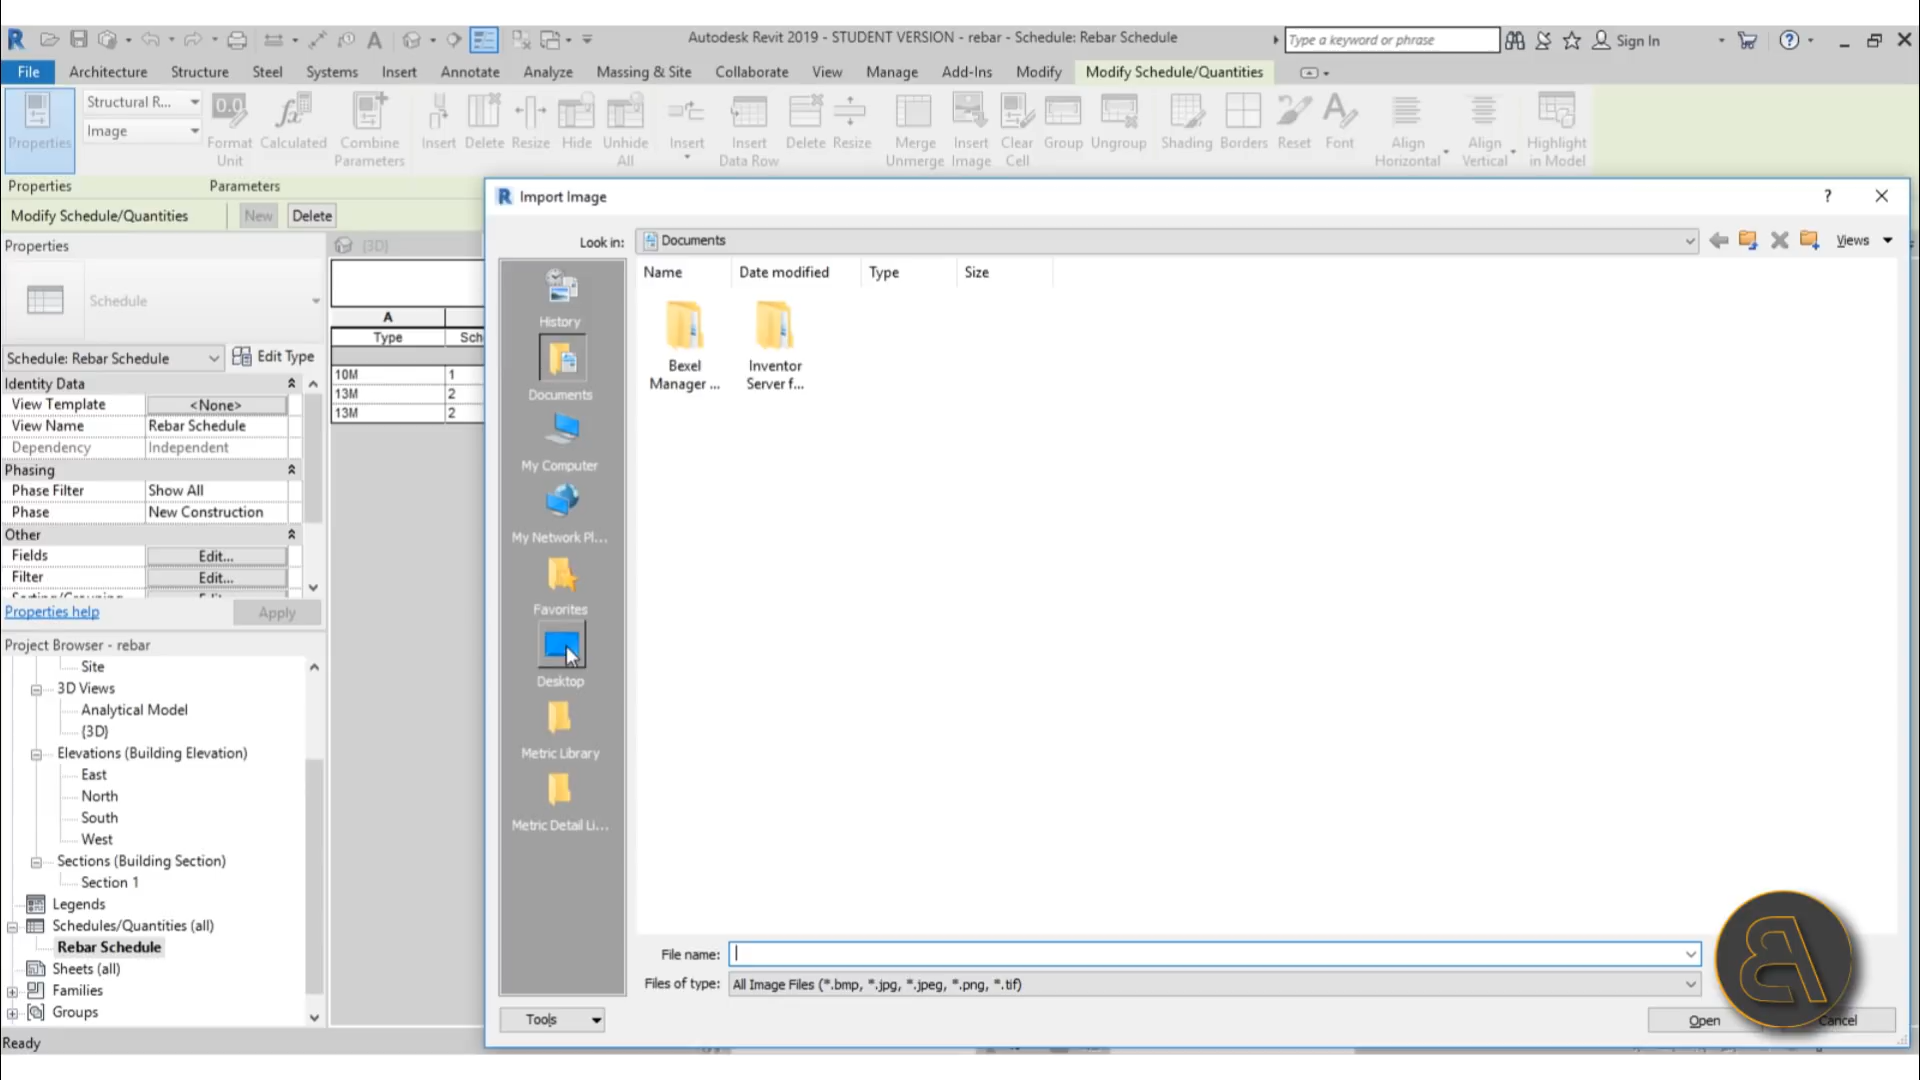 Autodesk Revit 2019 - STUDENT VERSION - rebar - Schedule: Rebar Schedule
Type a keyword or phrase
Sign In
File Architecture Structure Steel Systems Insert Annotate Analyze Massing & Site Collaborate View Manage Add-Ins Modify Modify Schedule/Quantities
Structural R...
Image
Properties
Format
Unit
Calculated
Combine
Parameters
Insert
Delete
Resize
Hide
Unhide
All
Insert
Insert
Data Row
Delete
Resize
Merge
Unmerge
Insert
Image
Clear
Cell
Group
Ungroup
Shading
Borders
Reset
Font
Align
Horizontal
Align
Vertical
Highlight
in Model
Properties
Parameters
Modify Schedule/Quantities
New
Delete
Properties
Schedule
Schedule: Rebar Schedule
Edit Type
Identity Data
View Template <None>
View Name Rebar Schedule
Dependency Independent
Phasing
Phase Filter Show All
Phase New Construction
Other
Fields Edit...
Filter Edit...
Properties help
Apply
Project Browser - rebar
Site
3D Views
Analytical Model
{3D}
Elevations (Building Elevation)
East
North
South
West
Sections (Building Section)
Section 1
Legends
Schedules/Quantities (all)
Rebar Schedule
Sheets (all)
Families
Groups
Ready
{3D}
A
Type Sch
10M 1
13M 2
13M 2
Import Image
Look in: Documents
Views
Name Date modified Type Size
Bexel
Manager ...
Inventor
Server f...
History
Documents
My Computer
My Network Pl...
Favorites
Desktop
Metric Library
Metric Detail Li...
File name:
Files of type: All Image Files (*.bmp, *.jpg, *.jpeg, *.png, *.tif)
Tools
Open
Cancel